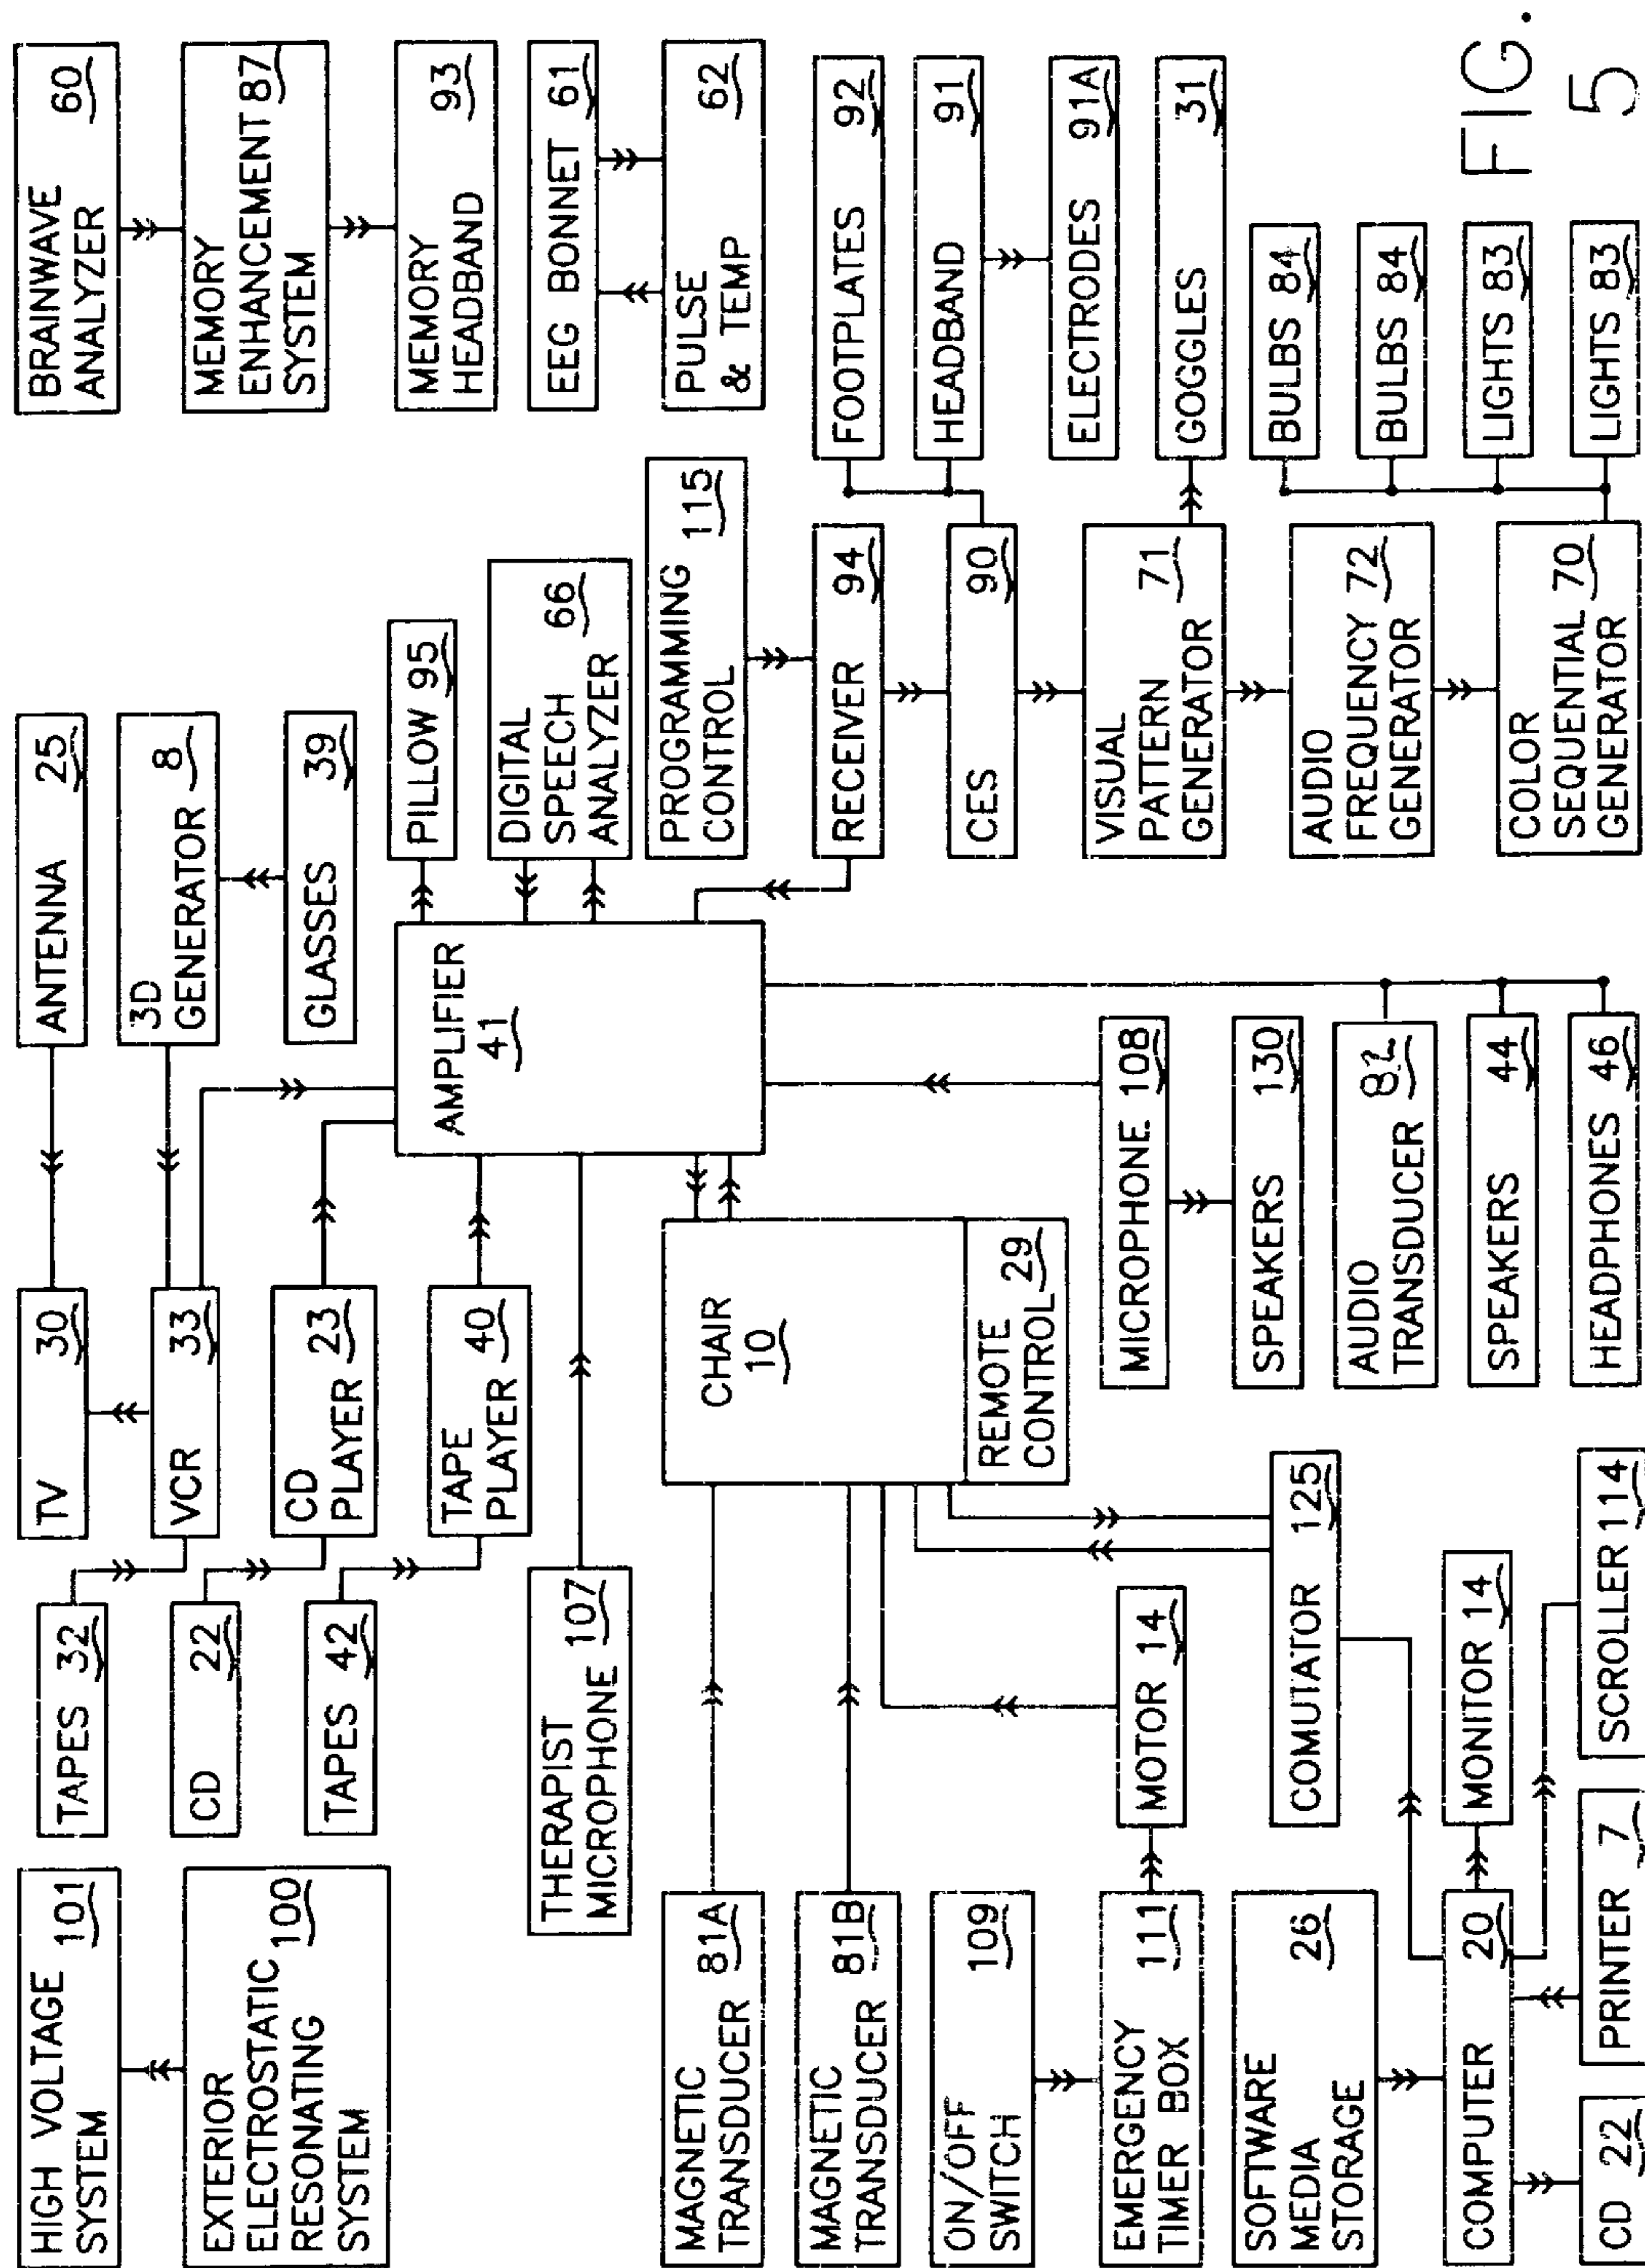 HIGH VOLTAGE
SYSTEM 101
EXTERIOR
ELECTROSTATIC
RESONATING 100
SYSTEM
TAPES 32
CD 22
TAPES 42
TV 30
VCR 33
CD
PLAYER 23
TAPE
PLAYER 40
ANTENNA 25
3D
GENERATOR 8
GLASSES 39
BRAINWAVE
ANALYZER 60
MEMORY
ENHANCEMENT 87
SYSTEM
MEMORY
HEADBAND 93
EEG BONNET 61
PULSE
& TEMP 62
THERAPIST
MICROPHONE 107
AMPLIFIER
41
PILLOW 95
DIGITAL
SPEECH
ANALYZER 66
PROGRAMMING
CONTROL 115
MAGNETIC
TRANSDUCER 81A
MAGNETIC
TRANSDUCER 81B
ON/OFF
SWITCH 109
EMERGENCY
TIMER BOX 111
MOTOR 14
CHAIR
10
REMOTE
CONTROL 29
RECEIVER 94
CES 90
FOOTPLATES 92
HEADBAND 91
ELECTRODES 91A
VISUAL
PATTERN
GENERATOR 71
GOGGLES 31
AUDIO
FREQUENCY 72
GENERATOR
COLOR
SEQUENTIAL 70
GENERATOR
BULBS 84
BULBS 84
LIGHTS 83
LIGHTS 83
MICROPHONE 108
SPEAKERS 130
AUDIO
TRANSDUCER 82
SPEAKERS 44
HEADPHONES 46
SOFTWARE
MEDIA
STORAGE 26
COMUTATOR 125
COMPUTER 20
MONITOR 14
CD 22
PRINTER 7
SCROLLER 114
FIG.
5